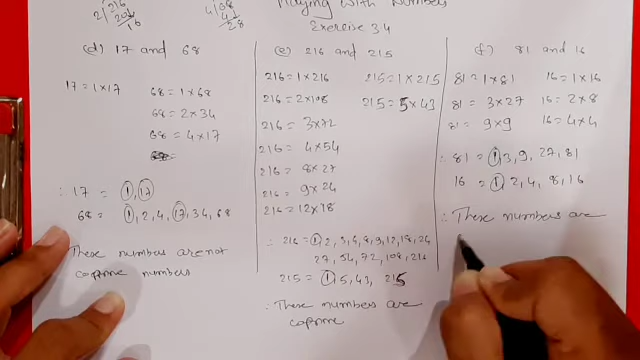 Playing with Numbers
Exercise 3.4
2/216
208
16
4/68
4
28
(d) 17 and 68
17 = 1×17
68 = 1×68
68 = 2×34
68 = 4×17
∴ 17 = 1, 17
68 = 1, 2, 4, 17, 34, 68
These numbers are not
coprime numbers
(e) 216 and 215
216 = 1×216
215 = 1×215
216 = 2×108
215 = 5×43
216 = 3×72
216 = 4×54
216 = 8×27
216 = 9×24
216 = 12×18
∴ 216 = 1, 2, 3, 4, 8, 9, 12, 18, 24
27, 54, 72, 108, 216
215 = 1, 5, 43, 215
∴ These numbers are
coprime
(f) 81 and 16
81 = 1×81
16 = 1×16
81 = 3×27
16 = 2×8
81 = 9×9
16 = 4×4
∴ 81 = 1, 3, 9, 27, 81
16 = 1, 2, 4, 8, 16
∴ These numbers are